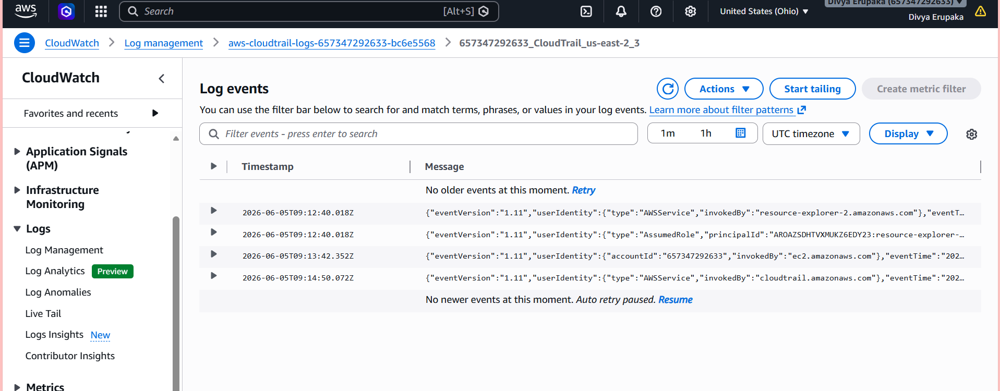 Divya Erupaka (657347292633)
aws
Search
[Alt+S]
United States (Ohio)
Divya Erupaka
CloudWatch
Log management
aws-cloudtrail-logs-657347292633-bc6e5568
657347292633_CloudTrail_us-east-2_3
CloudWatch
Favorites and recents
Application Signals
(APM)
Infrastructure
Monitoring
Logs
Log Management
Log Analytics Preview
Log Anomalies
Live Tail
Logs Insights New
Contributor Insights
Metrics
Log events
Actions
Start tailing
Create metric filter
You can use the filter bar below to search for and match terms, phrases, or values in your log events. Learn more about filter patterns
Filter events - press enter to search
1m
1h
UTC timezone
Display
Timestamp
Message
No older events at this moment. Retry
2026-06-05T09:12:40.018Z {"eventVersion":"1.11","userIdentity":{"type":"AWSService","invokedBy":"resource-explorer-2.amazonaws.com"},"eventT…
2026-06-05T09:12:40.018Z {"eventVersion":"1.11","userIdentity":{"type":"AssumedRole","principalId":"AROAZSDHTVXMUKZ6EDY23:resource-explorer-…
2026-06-05T09:13:42.352Z {"eventVersion":"1.11","userIdentity":{"accountId":"657347292633","invokedBy":"ec2.amazonaws.com"},"eventTime":"202…
2026-06-05T09:14:50.072Z {"eventVersion":"1.11","userIdentity":{"type":"AWSService","invokedBy":"cloudtrail.amazonaws.com"},"eventTime":"202…
No newer events at this moment. Auto retry paused. Resume